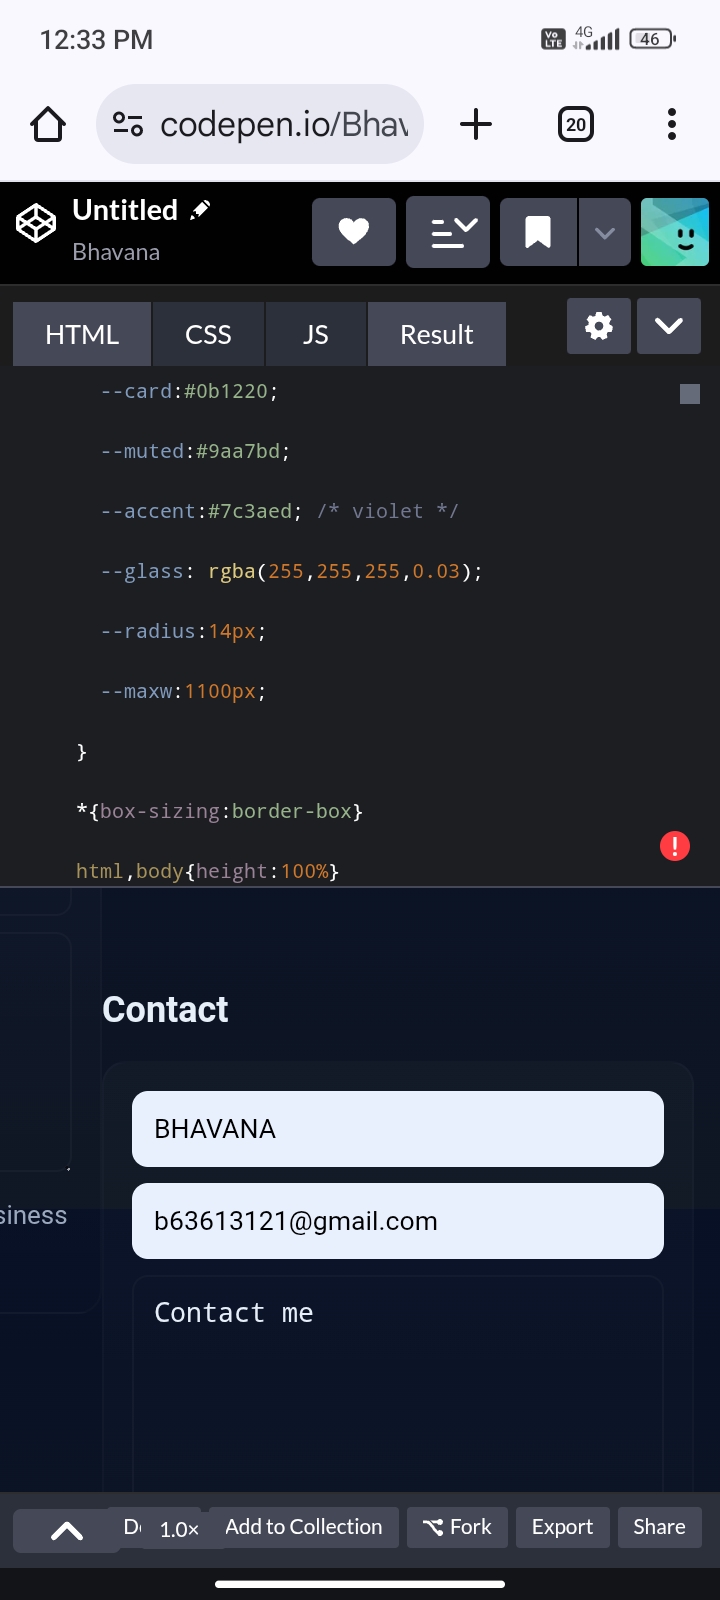 12:33 PM
Vo LTE 4G 46
codepen.io/Bhav
20
Untitled
Bhavana
HTML CSS JS Result
--card:#0b1220;
--muted:#9aa7bd;
--accent:#7c3aed; /* violet */
--glass: rgba(255,255,255,0.03);
--radius:14px;
--maxw:1100px;
}
*{box-sizing:border-box}
html,body{height:100%}
Contact
BHAVANA
b63613121@gmail.com
siness
Contact me
1.0× Add to Collection Fork Export Share